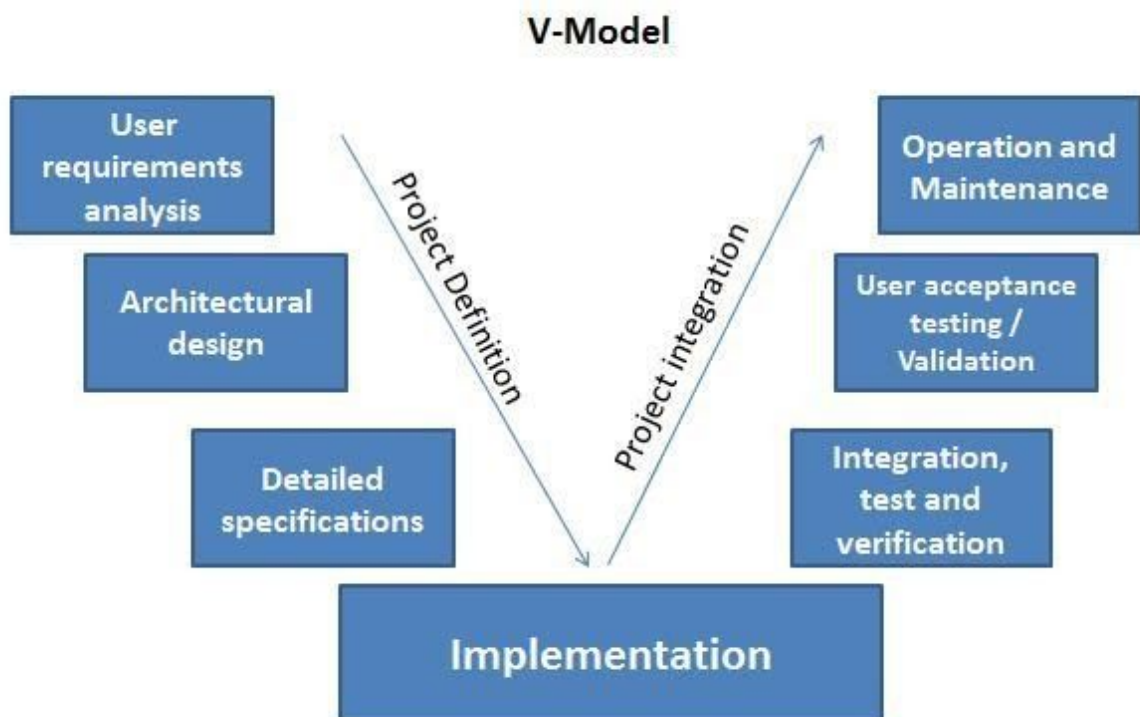 V-Model
User
requirements
analysis
Architectural
design
Detailed
specifications
Project Definition
Implementation
Project integration
Operation and
Maintenance
User acceptance
testing /
Validation
Integration,
test and
verification